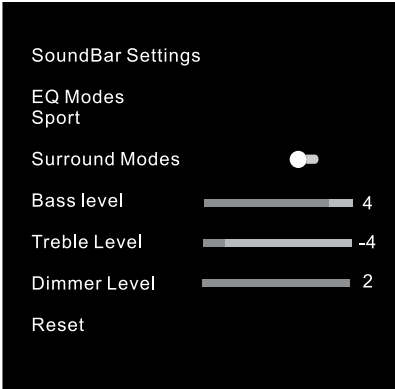 SoundBar Settings
EQ Modes
Sport
Surround Modes
Bass level 4
Treble Level -4
Dimmer Level 2
Reset